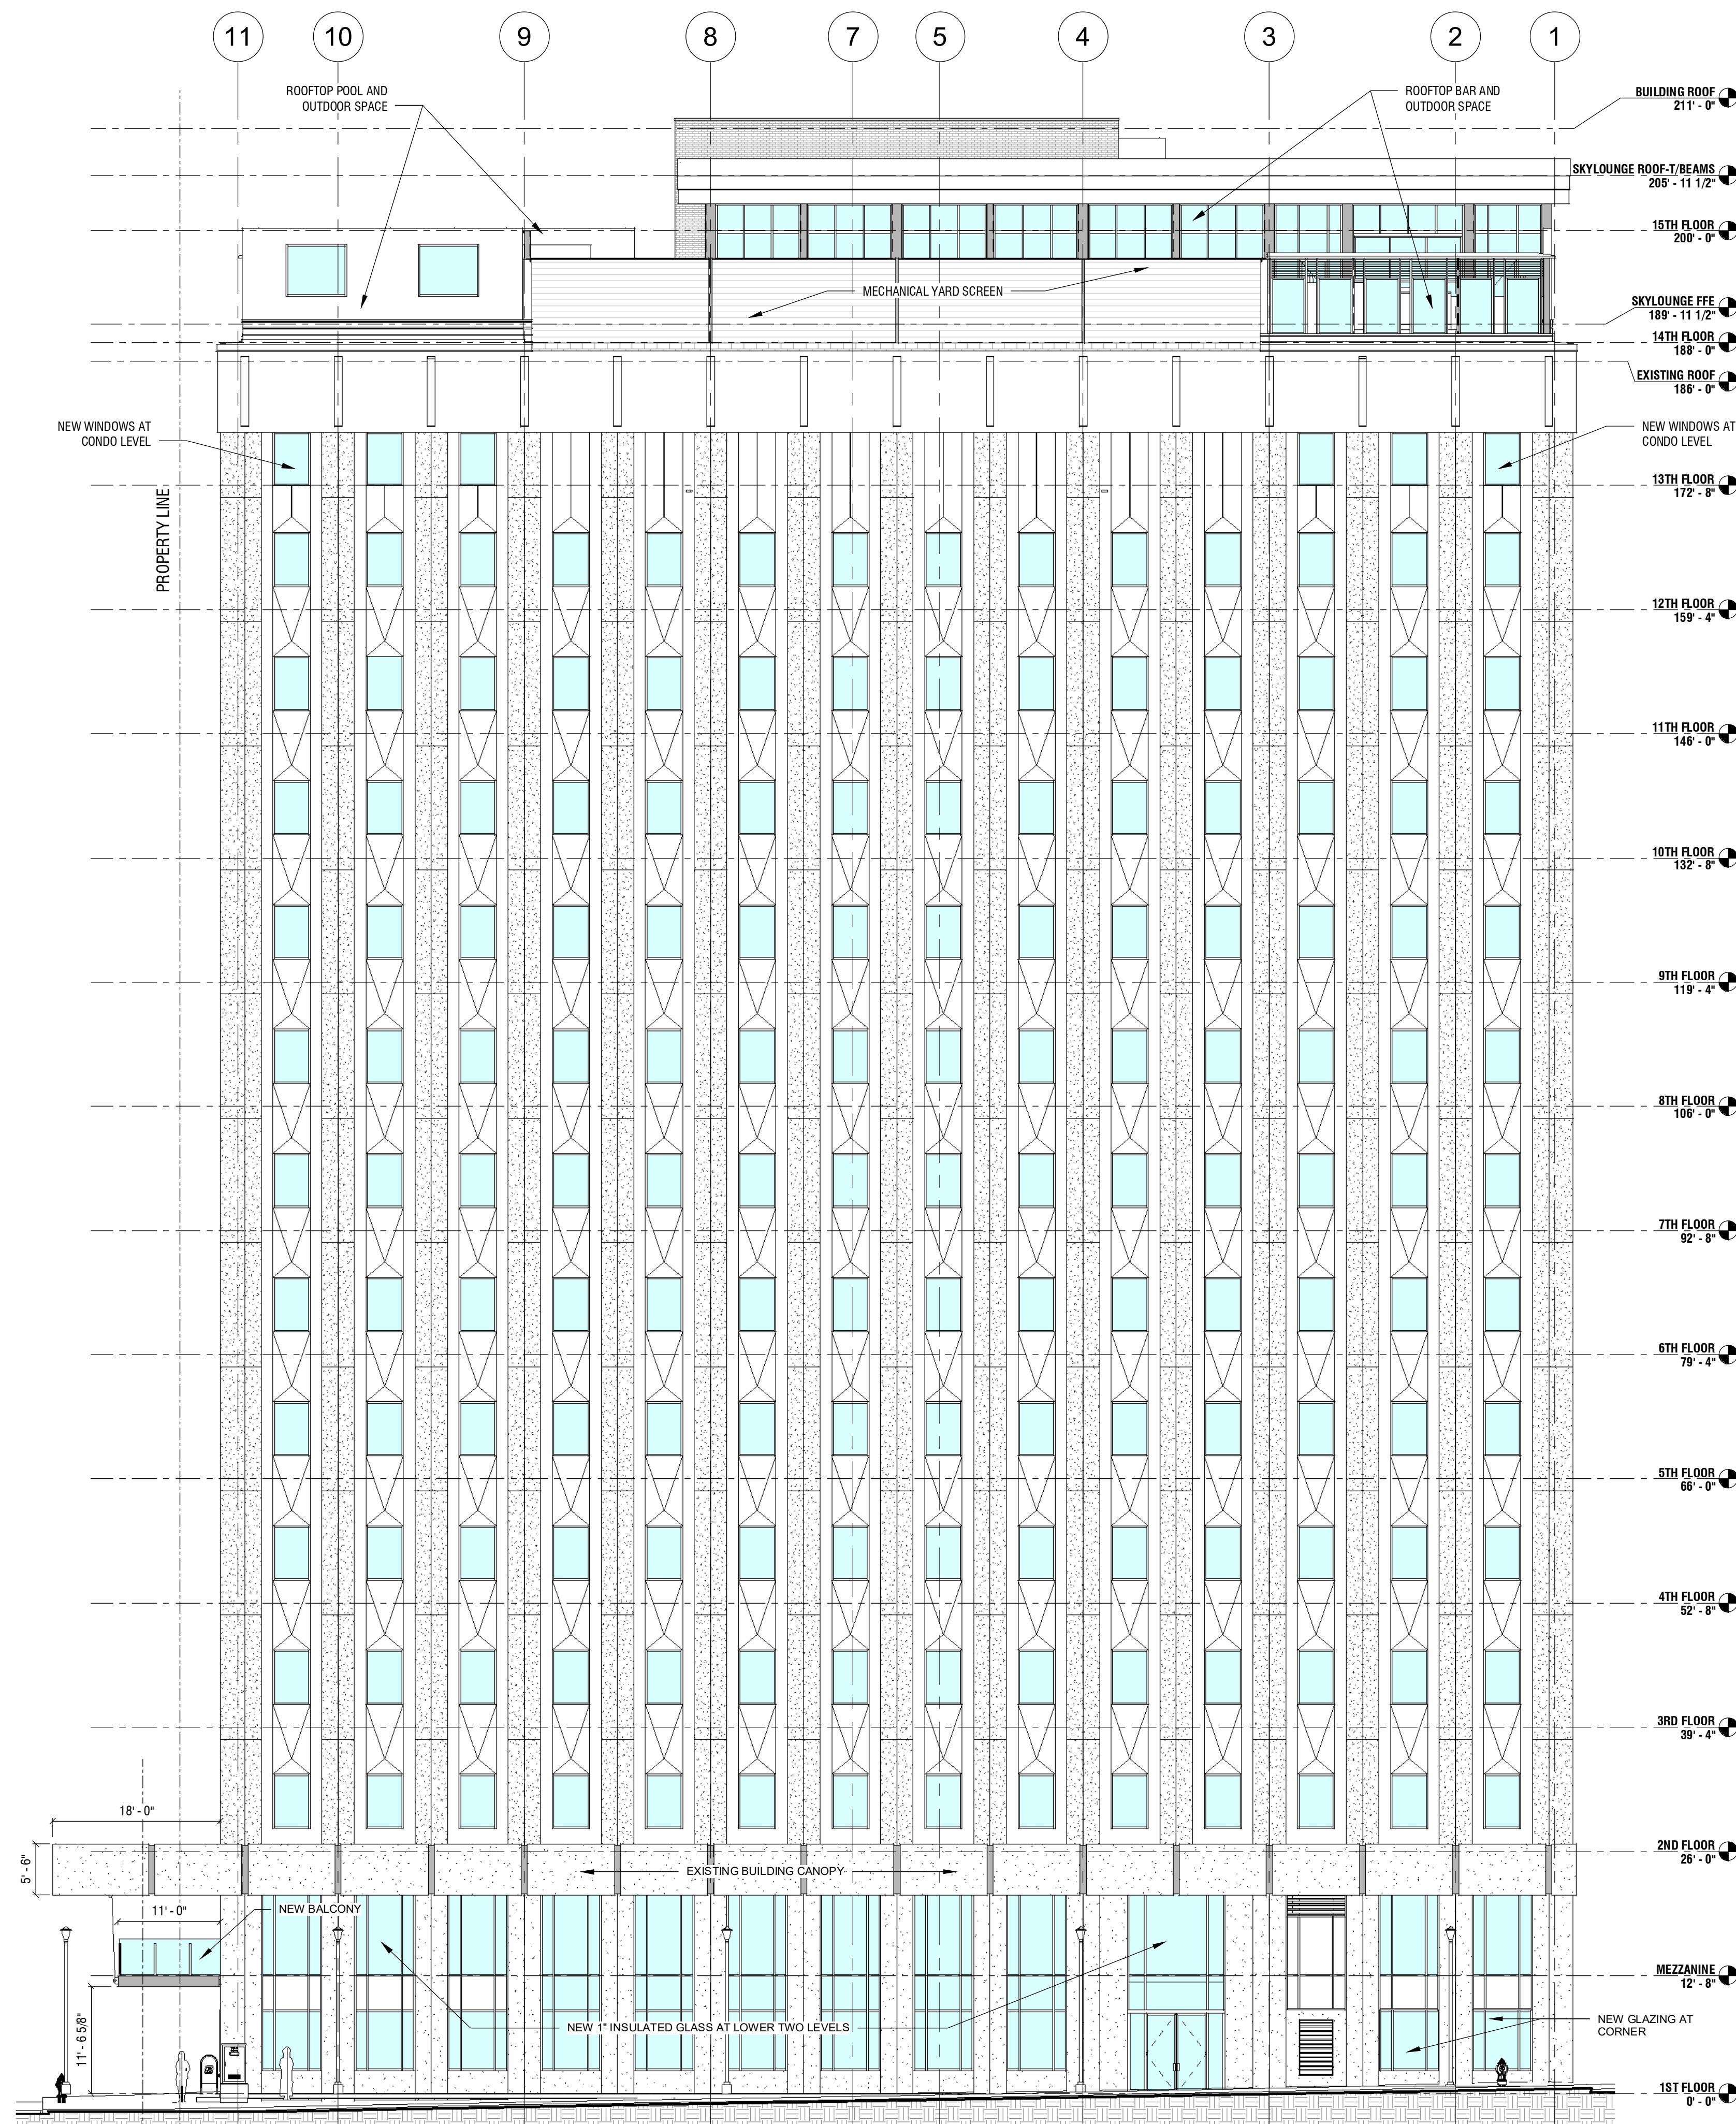 11
10
9
8
7
5
4
3
2
1
ROOFTOP POOL AND
OUTDOOR SPACE
ROOFTOP BAR AND
OUTDOOR SPACE
BUILDING ROOF
211' - 0"
SKYLOUNGE ROOF-T/BEAMS
205' - 11 1/2"
15TH FLOOR
200' - 0"
MECHANICAL YARD SCREEN
SKYLOUNGE FFE
189' - 11 1/2"
14TH FLOOR
188' - 0"
EXISTING ROOF
186' - 0"
NEW WINDOWS AT
CONDO LEVEL
NEW WINDOWS AT
CONDO LEVEL
13TH FLOOR
172' - 8"
PROPERTY LINE
12TH FLOOR
159' - 4"
11TH FLOOR
146' - 0"
10TH FLOOR
132' - 8"
9TH FLOOR
119' - 4"
8TH FLOOR
106' - 0"
7TH FLOOR
92' - 8"
6TH FLOOR
79' - 4"
5TH FLOOR
66' - 0"
4TH FLOOR
52' - 8"
3RD FLOOR
39' - 4"
18' - 0"
2ND FLOOR
26' - 0"
5' - 6"
EXISTING BUILDING CANOPY
11' - 0"
NEW BALCONY
MEZZANINE
12' - 8"
11' - 6 5/8"
NEW 1" INSULATED GLASS AT LOWER TWO LEVELS
NEW GLAZING AT
CORNER
1ST FLOOR
0' - 0"